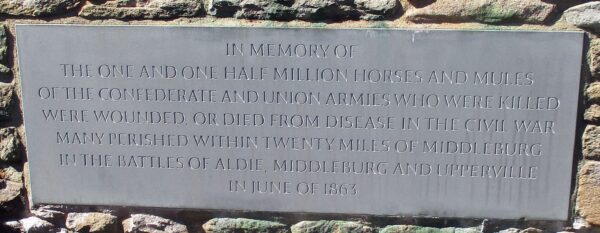 IN MEMORY OF
THE ONE AND ONE HALF MILLION HORSES AND MULES
OF THE CONFEDERATE AND UNION ARMIES WHO WERE KILLED
WERE WOUNDED, OR DIED FROM DISEASE IN THE CIVIL WAR
MANY PERISHED WITHIN TWENTY MILES OF MIDDLEBURG
IN THE BATTLES OF ALDIE, MIDDLEBURG AND UPPERVILLE
IN JUNE OF 1863